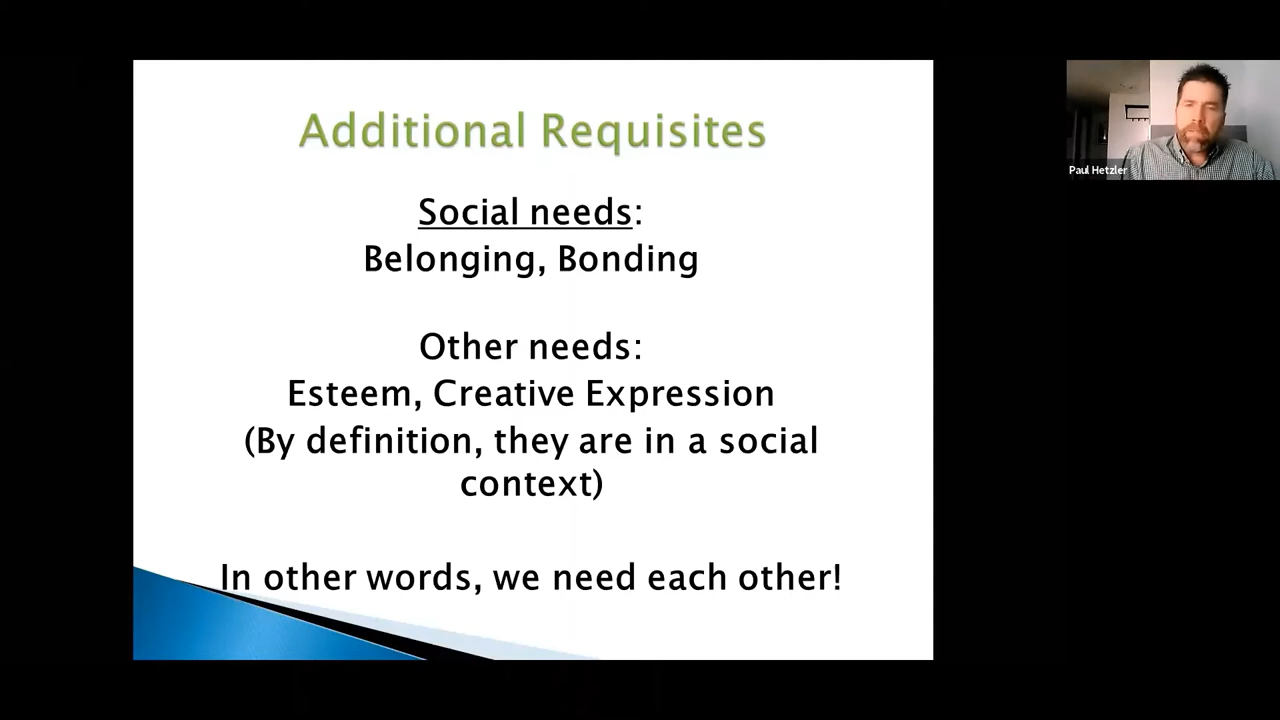 Additional Requisites
Social needs:
Belonging, Bonding
Other needs:
Esteem, Creative Expression
(By definition, they are in a social
context)
In other words, we need each other!
Paul Hetzler